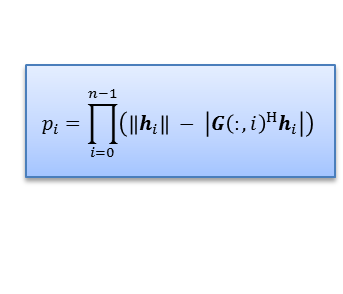 p_i = ∏_{i=0}^{n−1} (‖𝒉_i‖ − |𝑮(:, i)^H 𝒉_i|)